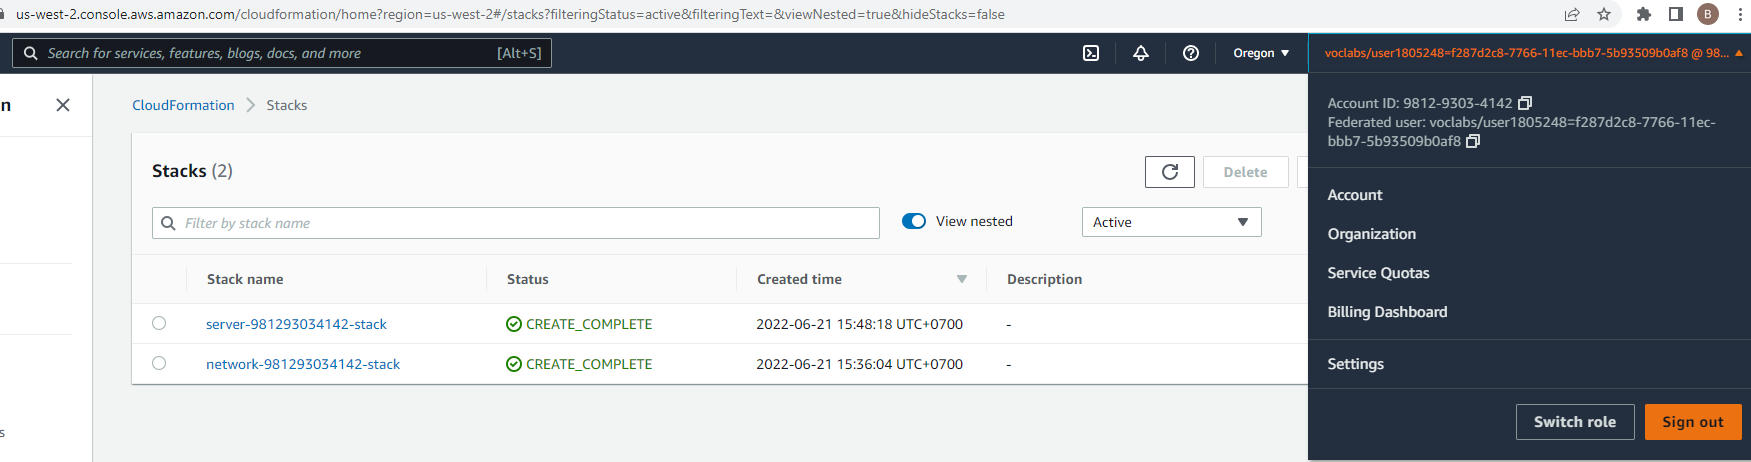 us-west-2.console.aws.amazon.com/cloudformation/home?region=us-west-2#/stacks?filteringStatus=active&filteringText=&viewNested=true&hideStacks=false
B
Search for services, features, blogs, docs, and more [Alt+S]
Oregon
voclabs/user1805248=f287d2c8-7766-11ec-bbb7-5b93509b0af8 @ 98...
n
CloudFormation > Stacks
Stacks (2)
Delete
Filter by stack name
View nested
Active
Stack name Status Created time Description
server-981293034142-stack CREATE_COMPLETE 2022-06-21 15:48:18 UTC+0700 -
network-981293034142-stack CREATE_COMPLETE 2022-06-21 15:36:04 UTC+0700 -
s
Account ID: 9812-9303-4142
Federated user: voclabs/user1805248=f287d2c8-7766-11ec-
bbb7-5b93509b0af8
Account
Organization
Service Quotas
Billing Dashboard
Settings
Switch role
Sign out